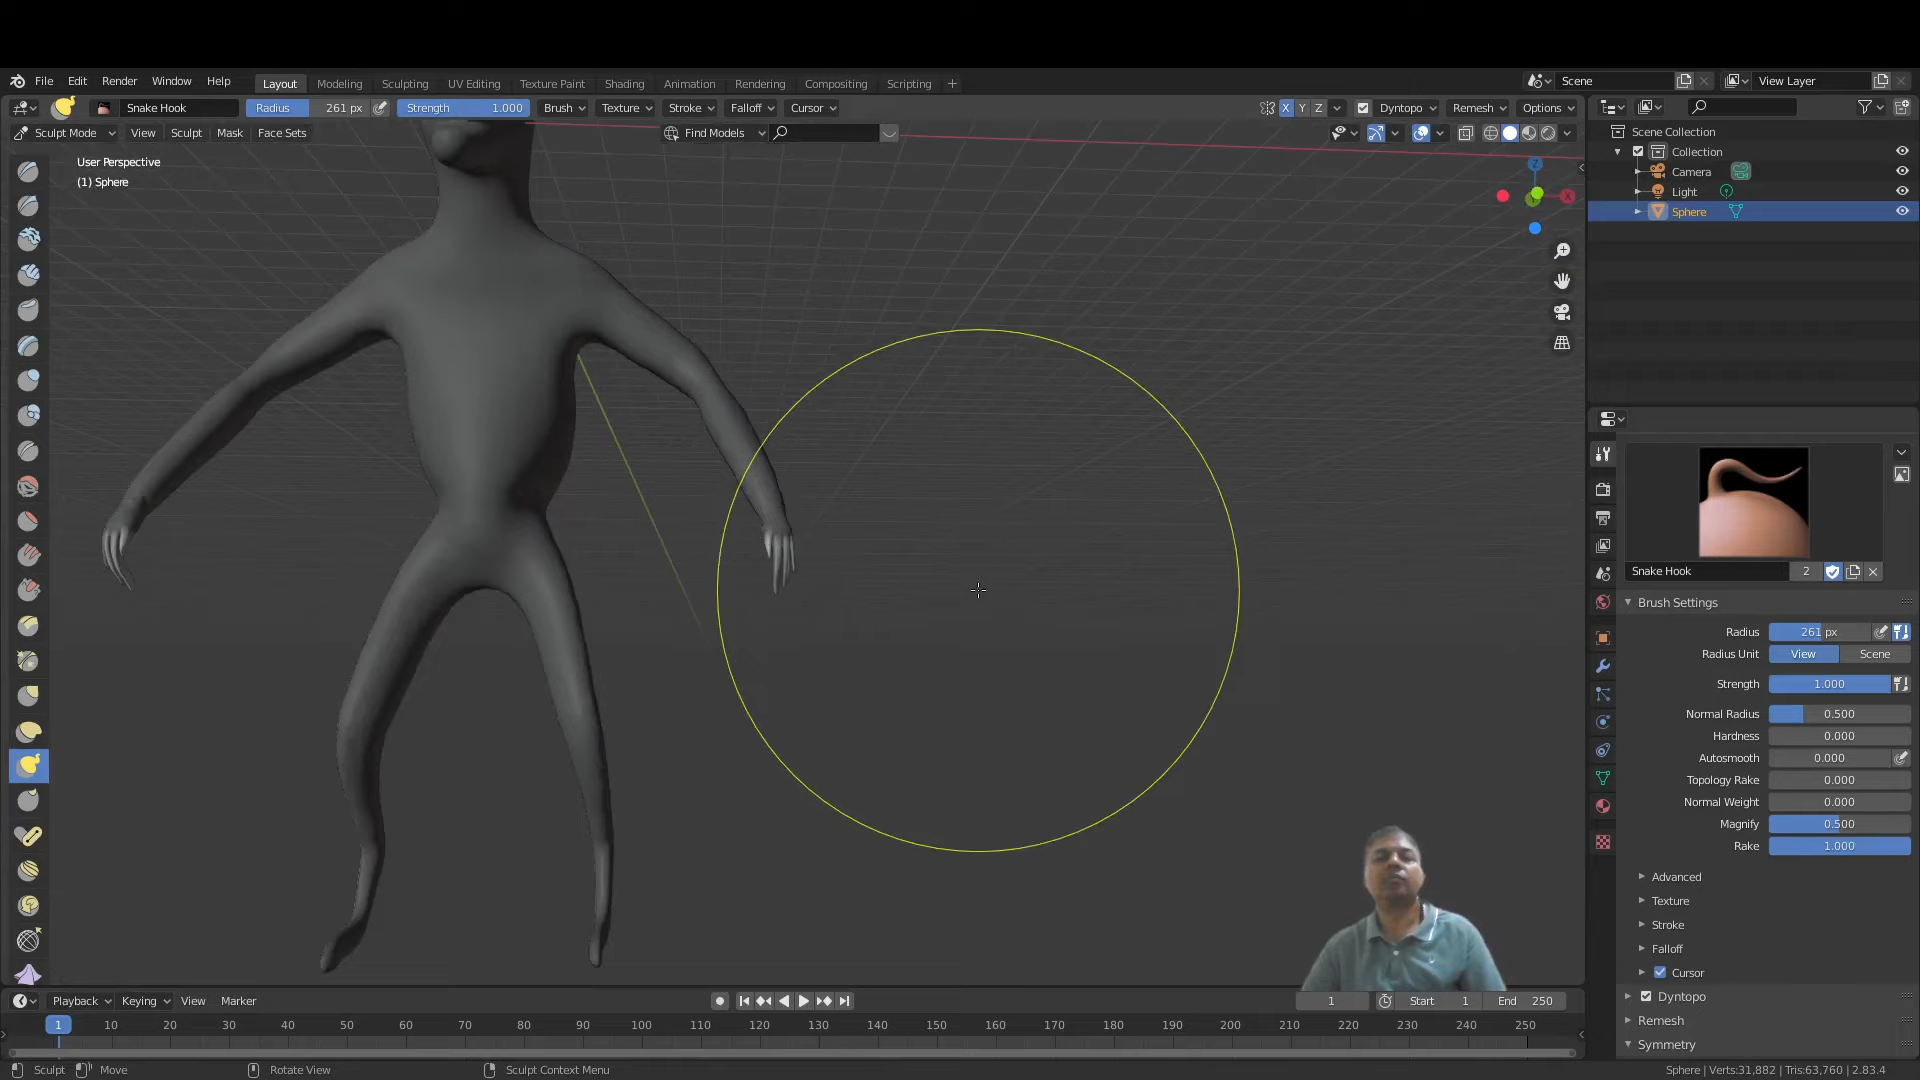 File Edit Render Window Help Layout Modeling Sculpting UV Editing Texture Paint Shading Animation Rendering Compositing Scripting + Scene View Layer
Snake Hook Radius 261 px Strength 1.000 Brush Texture Stroke Falloff Cursor X Y Z Dyntopo Remesh Options
Sculpt Mode View Sculpt Mask Face Sets Find Models
User Perspective
(1) Sphere
Z
X
Y
Scene Collection
Collection
Camera
Light
Sphere
Snake Hook 2
Brush Settings
Radius 261 px
Radius Unit View Scene
Strength 1.000
Normal Radius 0.500
Hardness 0.000
Autosmooth 0.000
Topology Rake 0.000
Normal Weight 0.000
Magnify 0.500
Rake 1.000
Advanced
Texture
Stroke
Falloff
Cursor
Dyntopo
Remesh
Symmetry
Playback Keying View Marker 1 Start 1 End 250
1 10 20 30 40 50 60 70 80 90 100 110 120 130 140 150 160 170 180 190 200 210 220 230 240 250
Sculpt Move Rotate View Sculpt Context Menu Sphere | Verts:31,882 | Tris:63,760 | 2.83.4